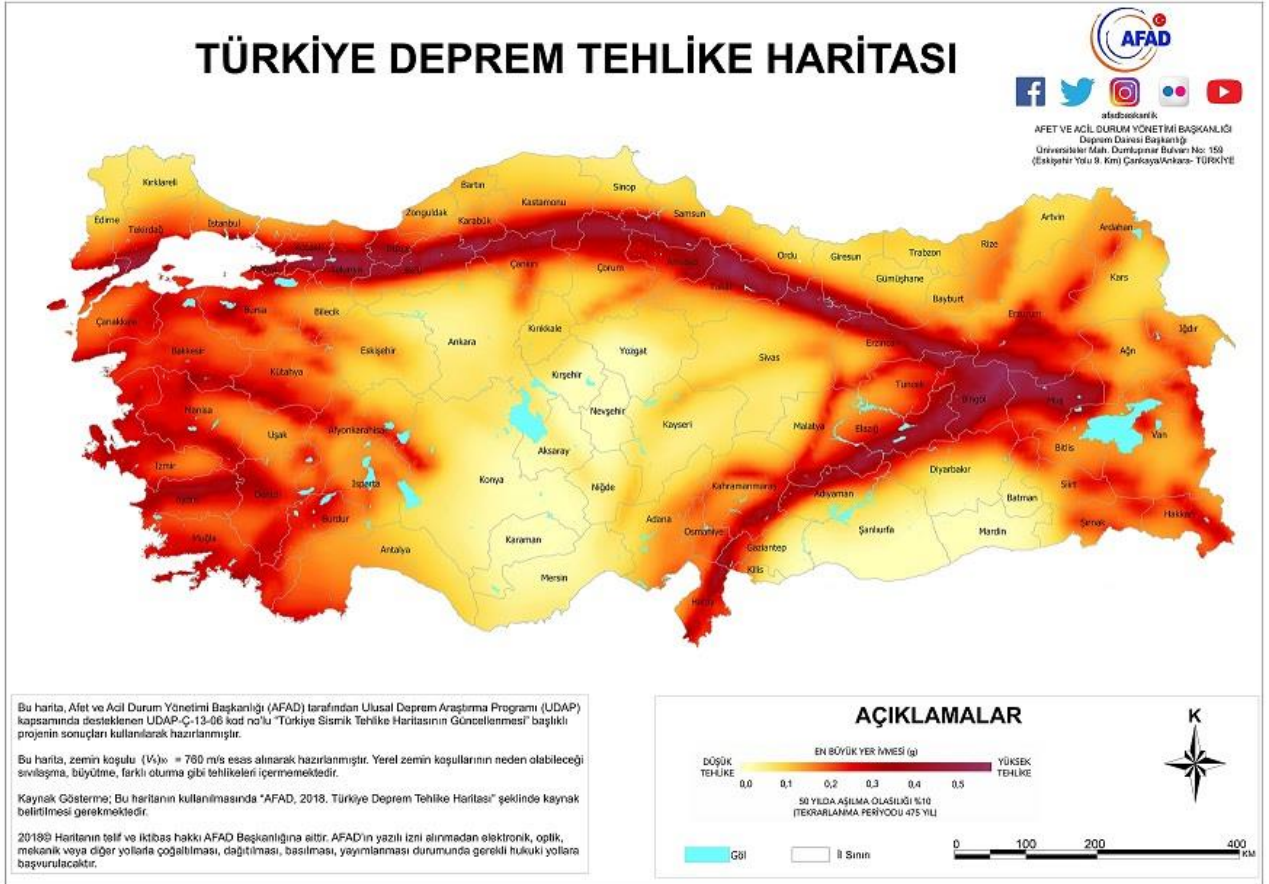 TÜRKİYE DEPREM TEHLİKE HARİTASI
AFAD
afadbaskanlik
AFET VE ACİL DURUM YÖNETİMİ BAŞKANLIĞI
Deprem Dairesi Başkanlığı
Üniversiteler Mah. Dumlupınar Bulvarı No: 159
(Eskişehir Yolu 9. Km) Çankaya/Ankara- TÜRKİYE
Kırklareli
Edirne
Tekirdağ
İstanbul
Zonguldak
Bartın
Karabük
Kastamonu
Sinop
Samsun
Ordu
Giresun
Trabzon
Rize
Artvin
Ardahan
Kars
Gümüşhane
Bayburt
Erzurum
Iğdır
Ağrı
Çanakkale
Bursa
Bilecik
Eskişehir
Ankara
Çankırı
Çorum
Kırıkkale
Yozgat
Sivas
Erzincan
Tunceli
Bingöl
Muş
Balıkesir
Kütahya
Manisa
Uşak
Afyonkarahisar
Kırşehir
Nevşehir
Kayseri
Malatya
Elazığ
Bitlis
Van
İzmir
Aydın
Denizli
Isparta
Burdur
Konya
Aksaray
Niğde
Kahramanmaraş
Adıyaman
Diyarbakır
Batman
Siirt
Şırnak
Hakkari
Muğla
Antalya
Karaman
Mersin
Adana
Osmaniye
Gaziantep
Kilis
Şanlıurfa
Mardin
Hatay
Bu harita, Afet ve Acil Durum Yönetimi Başkanlığı (AFAD) tarafından Ulusal Deprem Araştırma Programı (UDAP)
kapsamında desteklenen UDAP-Ç-13-06 kod no'lu "Türkiye Sismik Tehlike Haritasının Güncellenmesi" başlıklı
projenin sonuçları kullanılarak hazırlanmıştır.
Bu harita, zemin koşulu (Vs)30 = 760 m/s esas alınarak hazırlanmıştır. Yerel zemin koşullarının neden olabileceği
sıvılaşma, büyütme, farklı oturma gibi tehlikeleri içermemektedir.
Kaynak Gösterme; Bu haritanın kullanılmasında "AFAD, 2018. Türkiye Deprem Tehlike Haritası" şeklinde kaynak
belirtilmesi gerekmektedir.
2018© Haritanın telif ve iktibas hakkı AFAD Başkanlığına aittir. AFAD'ın yazılı izni alınmadan elektronik, optik,
mekanik veya diğer yollarla çoğaltılması, dağıtılması, basılması, yayımlanması durumunda gerekli hukuki yollara
başvurulacaktır.
AÇIKLAMALAR
EN BÜYÜK YER İVMESİ (g)
DÜŞÜK TEHLİKE
YÜKSEK TEHLİKE
0,0 0,1 0,2 0,3 0,4 0,5
50 YILDA AŞILMA OLASILIĞI %10
(TEKRARLANMA PERİYODU 475 YIL)
Göl
İl Sınırı
K
0 100 200 400
KM